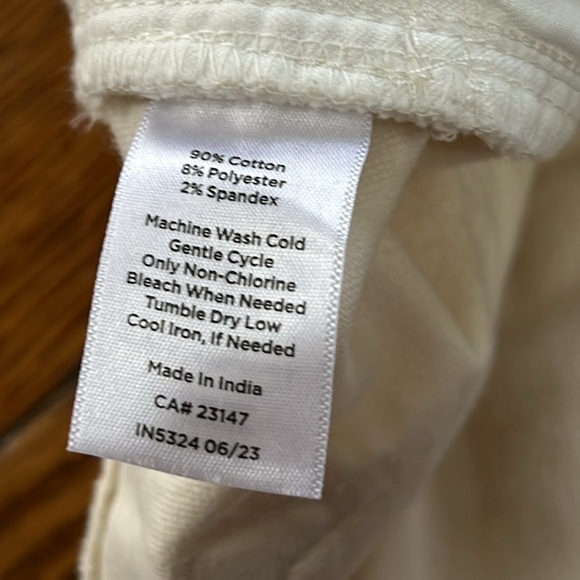 90% Cotton
8% Polyester
2% Spandex
Machine Wash Cold
Gentle Cycle
Only Non-Chlorine
Bleach When Needed
Tumble Dry Low
Cool Iron, If Needed
Made In India
CA# 23147
IN5324 06/23